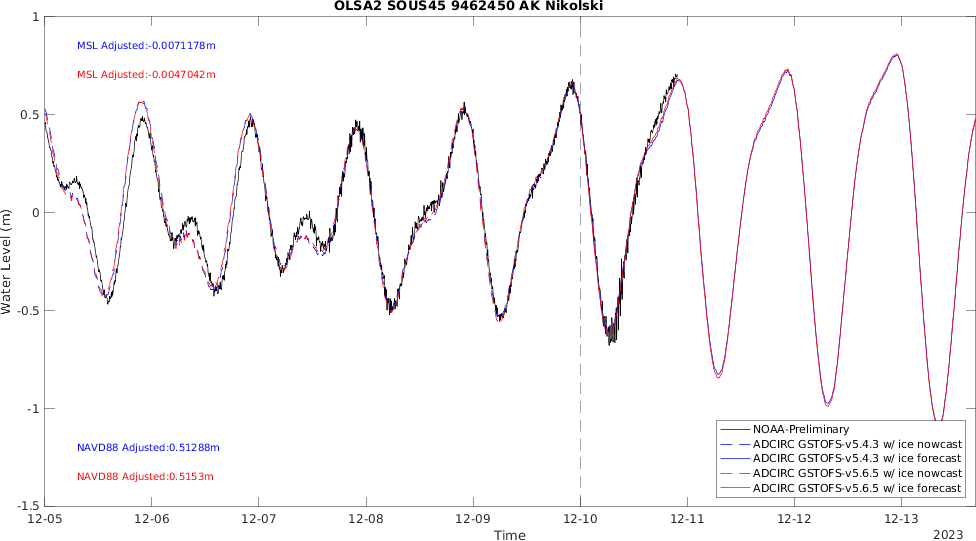 OLSA2 SOUS45 9462450 AK Nikolski
MSL Adjusted:-0.0071178m
MSL Adjusted:-0.0047042m
NAVD88 Adjusted:0.51288m
NAVD88 Adjusted:0.5153m
1
0.5
0
-0.5
-1
-1.5
Water Level (m)
NOAA-Preliminary
ADCIRC GSTOFS-v5.4.3 w/ ice nowcast
ADCIRC GSTOFS-v5.4.3 w/ ice forecast
ADCIRC GSTOFS-v5.6.5 w/ ice nowcast
ADCIRC GSTOFS-v5.6.5 w/ ice forecast
12-05 12-06 12-07 12-08 12-09 12-10 12-11 12-12 12-13
Time
2023